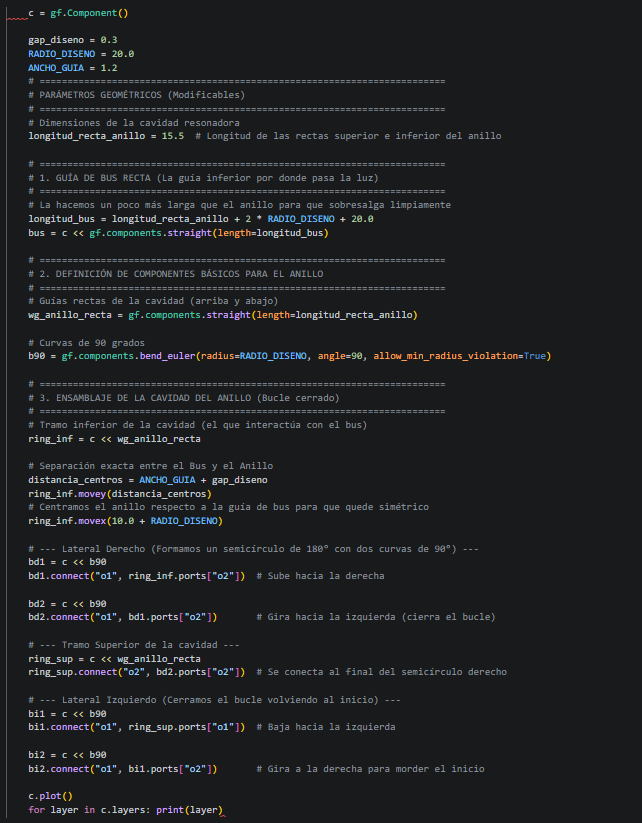 c = gf.Component()
gap_diseno = 0.3
RADIO_DISENO = 20.0
ANCHO_GUIA = 1.2
# =========================================================================
# PARÁMETROS GEOMÉTRICOS (Modificables)
# =========================================================================
# Dimensiones de la cavidad resonadora
longitud_recta_anillo = 15.5  # Longitud de las rectas superior e inferior del anillo
# =========================================================================
# 1. GUÍA DE BUS RECTA (La guía inferior por donde pasa la luz)
# =========================================================================
# La hacemos un poco más larga que el anillo para que sobresalga limpiamente
longitud_bus = longitud_recta_anillo + 2 * RADIO_DISENO + 20.0
bus = c << gf.components.straight(length=longitud_bus)
# =========================================================================
# 2. DEFINICIÓN DE COMPONENTES BÁSICOS PARA EL ANILLO
# =========================================================================
# Guías rectas de la cavidad (arriba y abajo)
wg_anillo_recta = gf.components.straight(length=longitud_recta_anillo)
# Curvas de 90 grados
b90 = gf.components.bend_euler(radius=RADIO_DISENO, angle=90, allow_min_radius_violation=True)
# =========================================================================
# 3. ENSAMBLAJE DE LA CAVIDAD DEL ANILLO (Bucle cerrado)
# =========================================================================
# Tramo inferior de la cavidad (el que interactúa con el bus)
ring_inf = c << wg_anillo_recta
# Separación exacta entre el Bus y el Anillo
distancia_centros = ANCHO_GUIA + gap_diseno
ring_inf.movey(distancia_centros)
# Centramos el anillo respecto a la guía de bus para que quede simétrico
ring_inf.movex(10.0 + RADIO_DISENO)
# --- Lateral Derecho (Formamos un semicírculo de 180° con dos curvas de 90°) ---
bd1 = c << b90
bd1.connect("o1", ring_inf.ports["o2"])  # Sube hacia la derecha
bd2 = c << b90
bd2.connect("o1", bd1.ports["o2"])       # Gira hacia la izquierda (cierra el bucle)
# --- Tramo Superior de la cavidad ---
ring_sup = c << wg_anillo_recta
ring_sup.connect("o2", bd2.ports["o2"])  # Se conecta al final del semicírculo derecho
# --- Lateral Izquierdo (Cerramos el bucle volviendo al inicio) ---
bi1 = c << b90
bi1.connect("o1", ring_sup.ports["o1"])  # Baja hacia la izquierda
bi2 = c << b90
bi2.connect("o1", bi1.ports["o2"])       # Gira a la derecha para morder el inicio
c.plot()
for layer in c.layers: print(layer)